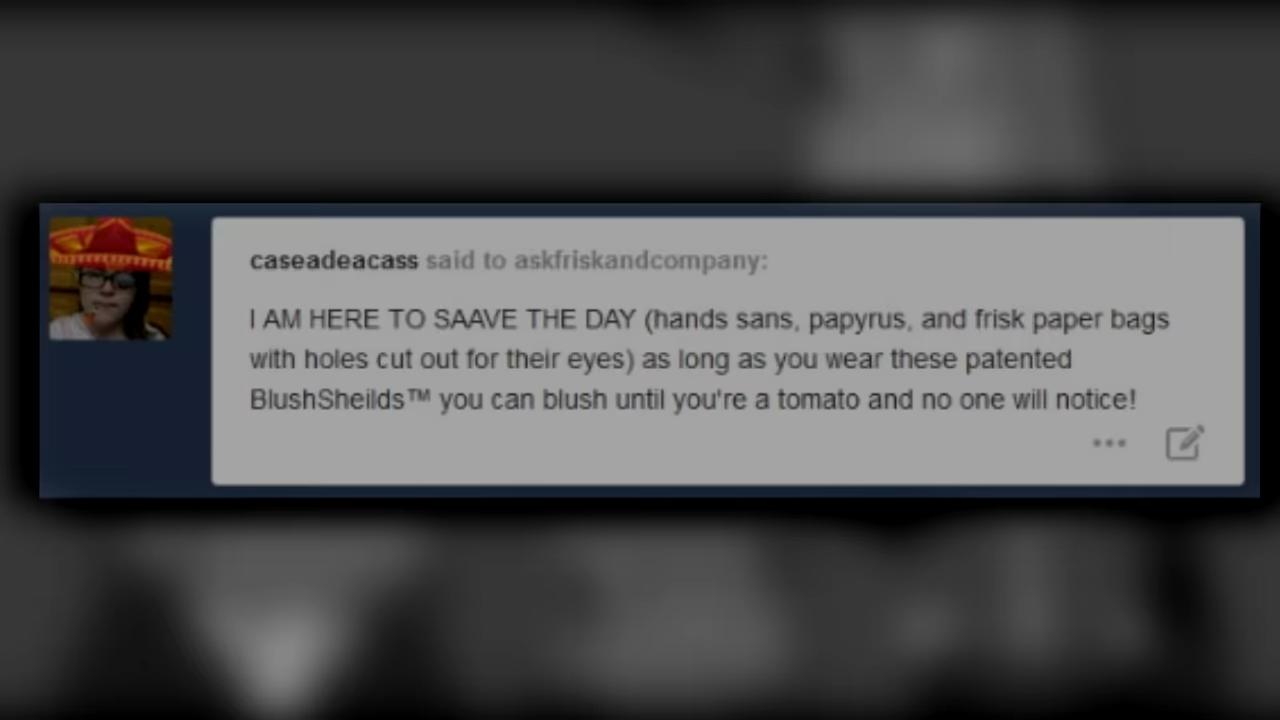 caseadeacass said to askfriskandcompany:
I AM HERE TO SAAVE THE DAY (hands sans, papyrus, and frisk paper bags
with holes cut out for their eyes) as long as you wear these patented
BlushSheilds™ you can blush until you're a tomato and no one will notice!